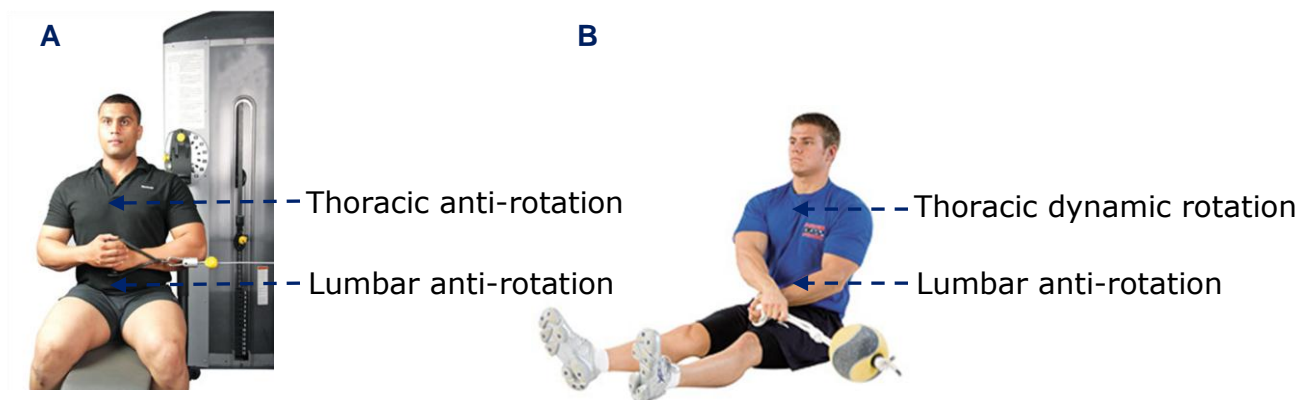 A
B
Thoracic anti-rotation
Lumbar anti-rotation
Thoracic dynamic rotation
Lumbar anti-rotation